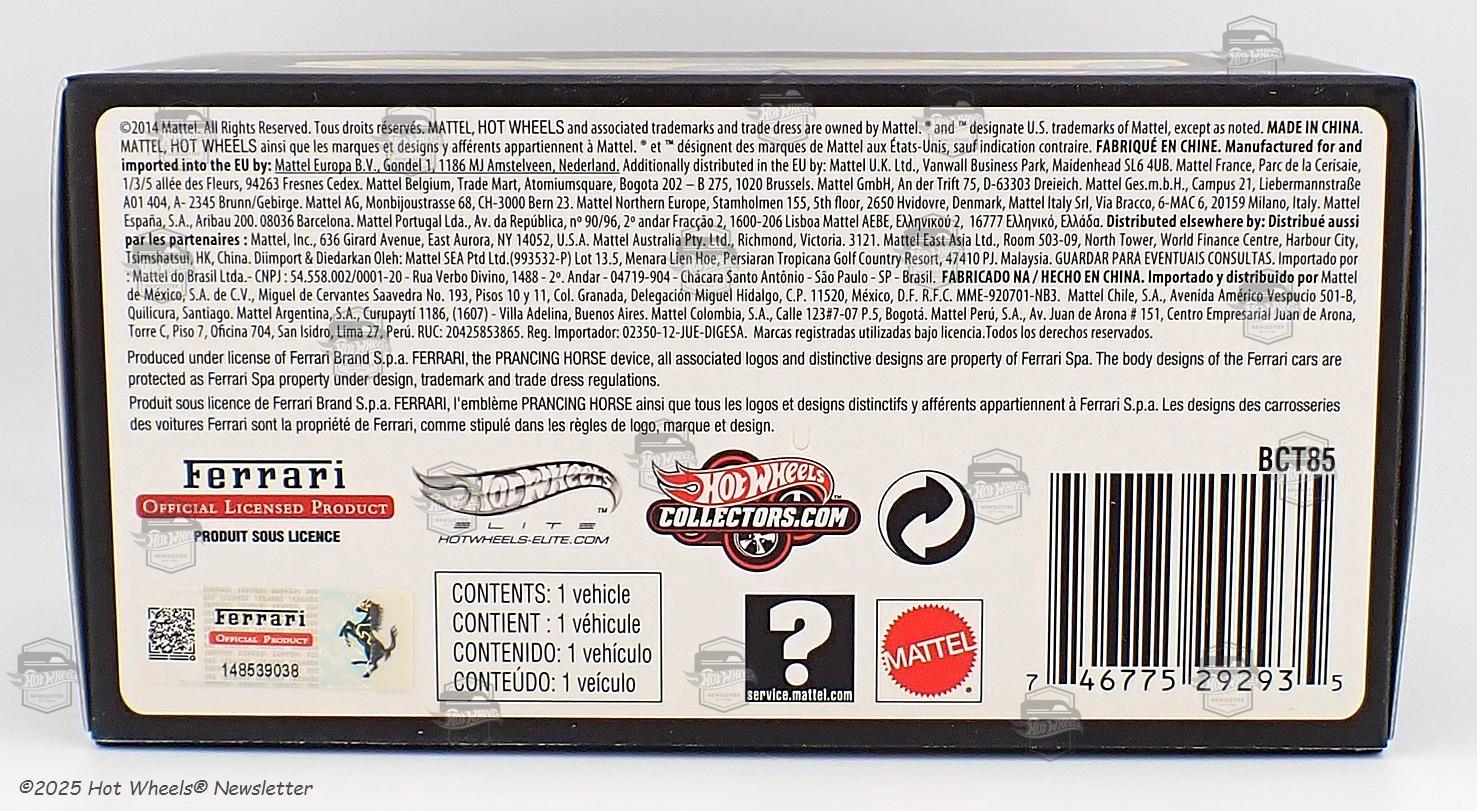 ©2014 Mattel. All Rights Reserved. Tous droits réservés. MATTEL, HOT WHEELS and associated trademarks and trade dress are owned by Mattel. ® and ™ designate U.S. trademarks of Mattel, except as noted. MADE IN CHINA.
MATTEL, HOT WHEELS ainsi que les marques et designs y afférents appartiennent à Mattel. ® et ™ désignent des marques de Mattel aux États-Unis, sauf indication contraire. FABRIQUÉ EN CHINE. Manufactured for and
imported into the EU by: Mattel Europa B.V., Gondel 1, 1186 MJ Amstelveen, Nederland. Additionally distributed in the EU by: Mattel U.K. Ltd., Vanwall Business Park, Maidenhead SL6 4UB. Mattel France, Parc de la Cerisaie,
1/3/5 allée des Fleurs, 94263 Fresnes Cedex. Mattel Belgium, Trade Mart, Atomiumsquare, Bogota 202 – B 275, 1020 Brussels. Mattel GmbH, An der Trift 75, D-63303 Dreieich. Mattel Ges.m.b.H., Campus 21, Liebermannstraße
A01 404, A- 2345 Brunn/Gebirge. Mattel AG, Monbijoustrasse 68, CH-3000 Bern 23. Mattel Northern Europe, Stamholmen 155, 5th floor, 2650 Hvidovre, Denmark, Mattel Italy Srl, Via Bracco, 6-MAC 6, 20159 Milano, Italy. Mattel
España, S.A., Aribau 200. 08036 Barcelona. Mattel Portugal Lda., Av. da República, nº 90/96, 2º andar Fracção 2, 1600-206 Lisboa Mattel AEBE, Ελληνικού 2, 16777 Ελληνικό, Ελλάδα. Distributed elsewhere by: Distribué aussi
par les partenaires : Mattel, Inc., 636 Girard Avenue, East Aurora, NY 14052, U.S.A. Mattel Australia Pty. Ltd., Richmond, Victoria. 3121. Mattel East Asia Ltd., Room 503-09, North Tower, World Finance Centre, Harbour City,
Tsimshatsui, HK, China. Diimport & Diedarkan Oleh: Mattel SEA Ptd Ltd.(993532-P) Lot 13.5, Menara Lien Hoe, Persiaran Tropicana Golf Country Resort, 47410 PJ. Malaysia. GUARDAR PARA EVENTUAIS CONSULTAS. Importado por
: Mattel do Brasil Ltda.- CNPJ : 54.558.002/0001-20 - Rua Verbo Divino, 1488 - 2º. Andar - 04719-904 - Chácara Santo Antônio - São Paulo - SP - Brasil. FABRICADO NA / HECHO EN CHINA. Importado y distribuido por Mattel
de México, S.A. de C.V., Miguel de Cervantes Saavedra No. 193, Pisos 10 y 11, Col. Granada, Delegación Miguel Hidalgo, C.P. 11520, México, D.F. R.F.C. MME-920701-NB3. Mattel Chile, S.A., Avenida Américo Vespucio 501-B,
Quilicura, Santiago. Mattel Argentina, S.A., Curupaytí 1186, (1607) - Villa Adelina, Buenos Aires. Mattel Colombia, S.A., Calle 123#7-07 P.5, Bogotá. Mattel Perú, S.A., Av. Juan de Arona # 151, Centro Empresarial Juan de Arona,
Torre C, Piso 7, Oficina 704, San Isidro, Lima 27, Perú. RUC: 20425853865. Reg. Importador: 02350-12-JUE-DIGESA. Marcas registradas utilizadas bajo licencia.Todos los derechos reservados.
Produced under license of Ferrari Brand S.p.a. FERRARI, the PRANCING HORSE device, all associated logos and distinctive designs are property of Ferrari Spa. The body designs of the Ferrari cars are
protected as Ferrari Spa property under design, trademark and trade dress regulations.
Produit sous licence de Ferrari Brand S.p.a. FERRARI, l'emblème PRANCING HORSE ainsi que tous les logos et designs distinctifs y afférents appartiennent à Ferrari S.p.a. Les designs des carrosseries
des voitures Ferrari sont la propriété de Ferrari, comme stipulé dans les règles de logo, marque et design.
Ferrari
OFFICIAL LICENSED PRODUCT
PRODUIT SOUS LICENCE
HOT WHEELS ™
ELITE
HOTWHEELS-ELITE.COM
HOT WHEELS ™
COLLECTORS.COM
BCT85
Ferrari
OFFICIAL PRODUCT
148539038
CONTENTS: 1 vehicle
CONTIENT : 1 véhicule
CONTENIDO: 1 vehículo
CONTEÚDO: 1 veículo
?
service.mattel.com
MATTEL ®
7 46775 29293 5
HOT WHEELS
NEWSLETTER
©2025 Hot Wheels® Newsletter